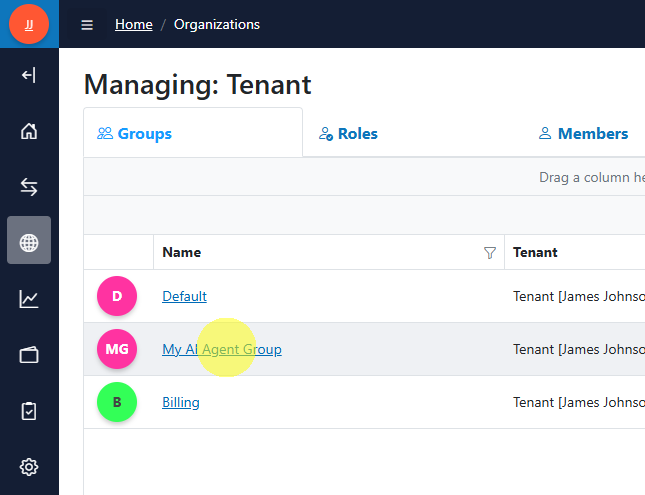 JJ
Home / Organizations
Managing: Tenant
Groups
Roles
Members
Drag a column he
Name
Tenant
D
Default
Tenant [James Johnso
MG
My AI Agent Group
Tenant [James Johnso
B
Billing
Tenant [James Johnso